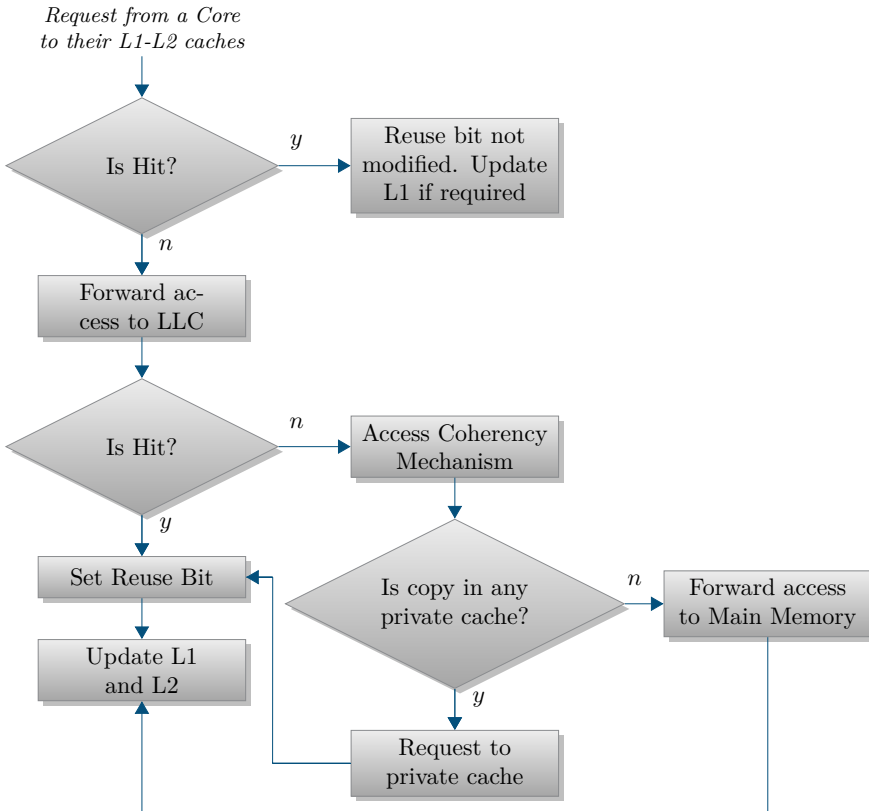 Request from a Core
to their L1-L2 caches
Is Hit?
y
Reuse bit not
modified. Update
L1 if required
n
Forward ac-
cess to LLC
Is Hit?
n
Access Coherency
Mechanism
y
Set Reuse Bit
Is copy in any
private cache?
n
Forward access
to Main Memory
Update L1
and L2
y
Request to
private cache